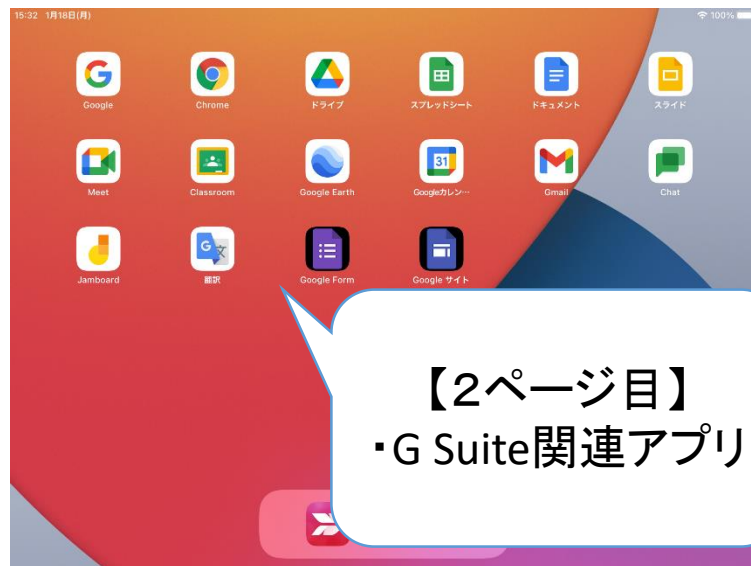 15:32 1月18日(月) 100%
Google Chrome ドライブ スプレッドシート ドキュメント スライド
31
Meet Classroom Google Earth Googleカレン… Gmail Chat
G 文
Jamboard 翻訳 Google Form Google サイト
【2ページ目】
・G Suite関連アプリ